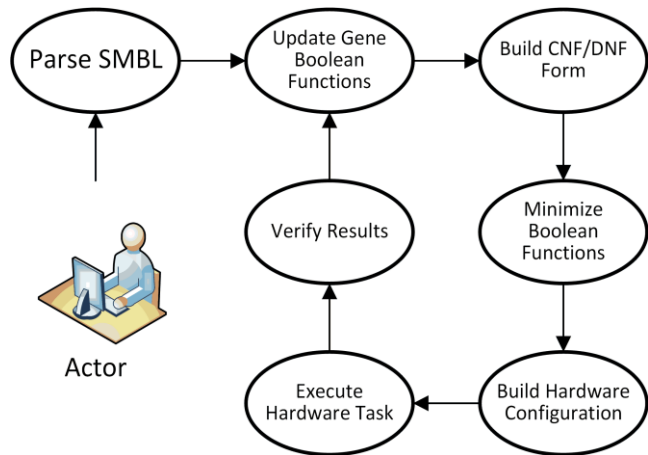 Parse SMBL
Update Gene
Boolean
Functions
Build CNF/DNF
Form
Verify Results
Minimize
Boolean
Functions
Actor
Execute
Hardware Task
Build Hardware
Configuration